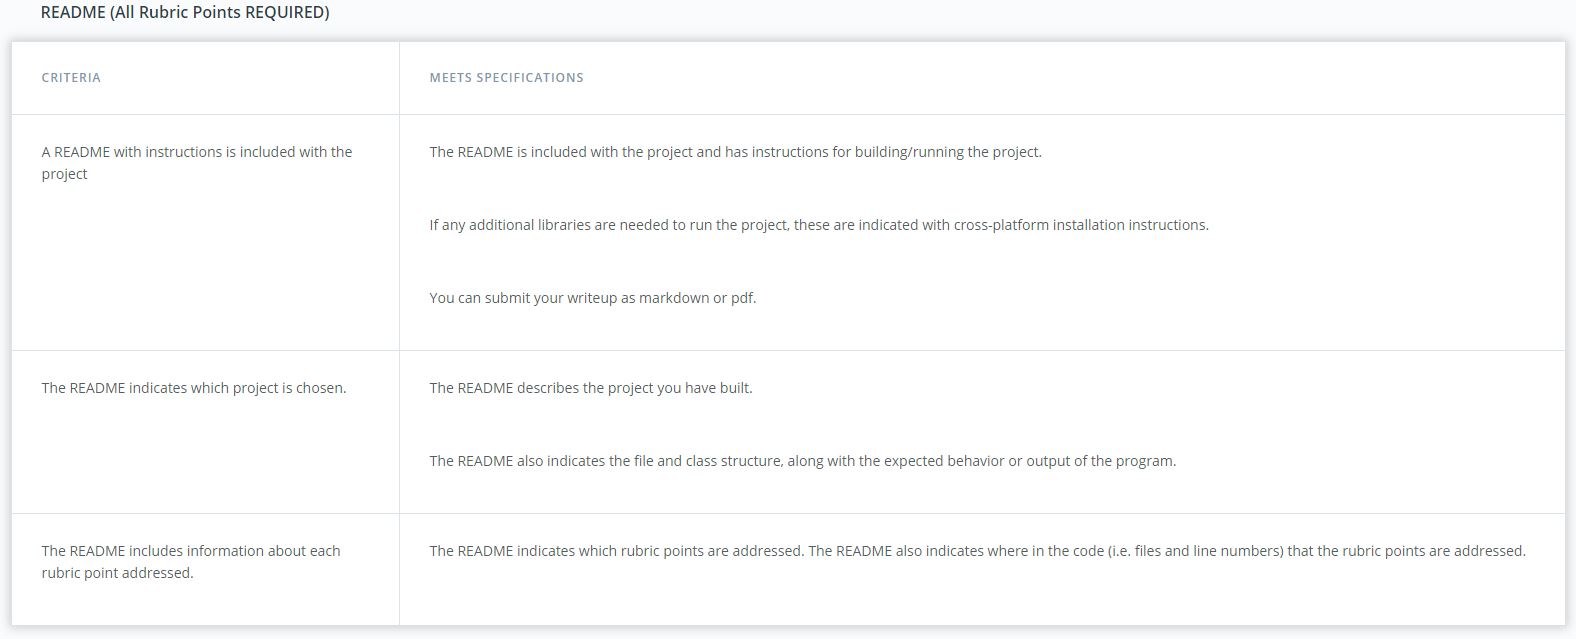 README (All Rubric Points REQUIRED)
CRITERIA
MEETS SPECIFICATIONS
A README with instructions is included with the
project
The README is included with the project and has instructions for building/running the project.
If any additional libraries are needed to run the project, these are indicated with cross-platform installation instructions.
You can submit your writeup as markdown or pdf.
The README indicates which project is chosen.
The README describes the project you have built.
The README also indicates the file and class structure, along with the expected behavior or output of the program.
The README includes information about each
rubric point addressed.
The README indicates which rubric points are addressed. The README also indicates where in the code (i.e. files and line numbers) that the rubric points are addressed.